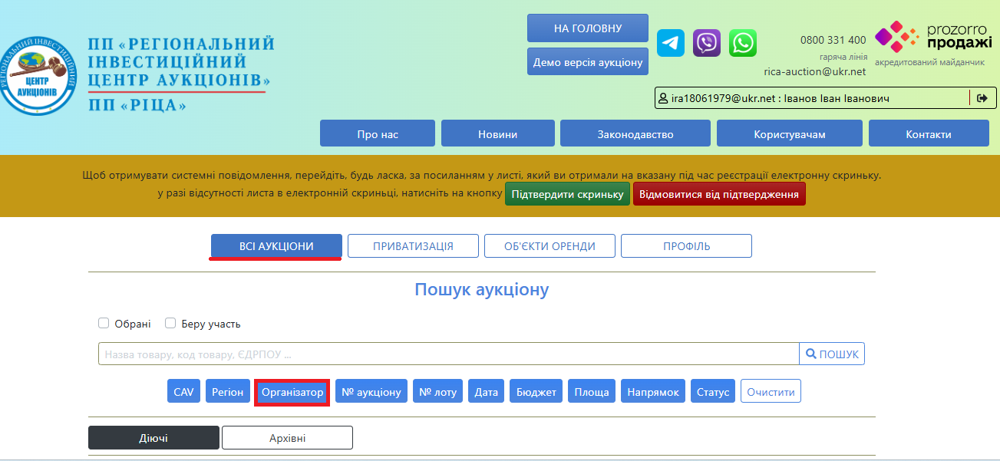 РЕГІОНАЛЬНИЙ ІНВЕСТИЦІЙНИЙ
ЦЕНТР
АУКЦІОНІВ
ПП «РЕГІОНАЛЬНИЙ
ІНВЕСТИЦІЙНИЙ
ЦЕНТР АУКЦІОНІВ»
ПП «РІЦА»
НА ГОЛОВНУ
Демо версія аукціону
0800 331 400
гаряча лінія
rica-auction@ukr.net
prozorro
продажі
акредитований майданчик
ira18061979@ukr.net : Іванов Іван Іванович
Про нас
Новини
Законодавство
Користувачам
Контакти
Щоб отримувати системні повідомлення, перейдіть, будь ласка, за посиланням у листі, який ви отримали на вказану під час реєстрації електронну скриньку.
у разі відсутності листа в електронній скриньці, натисніть на кнопку Підтвердити скриньку Відмовитися від підтвердження
ВСІ АУКЦІОНИ
ПРИВАТИЗАЦІЯ
ОБ'ЄКТИ ОРЕНДИ
ПРОФІЛЬ
Пошук аукціону
Обрані
Беру участь
Назва товару, код товару, ЄДРПОУ ...
ПОШУК
CAV
Регіон
Організатор
№ аукціону
№ лоту
Дата
Бюджет
Площа
Напрямок
Статус
Очистити
Діючі
Архівні